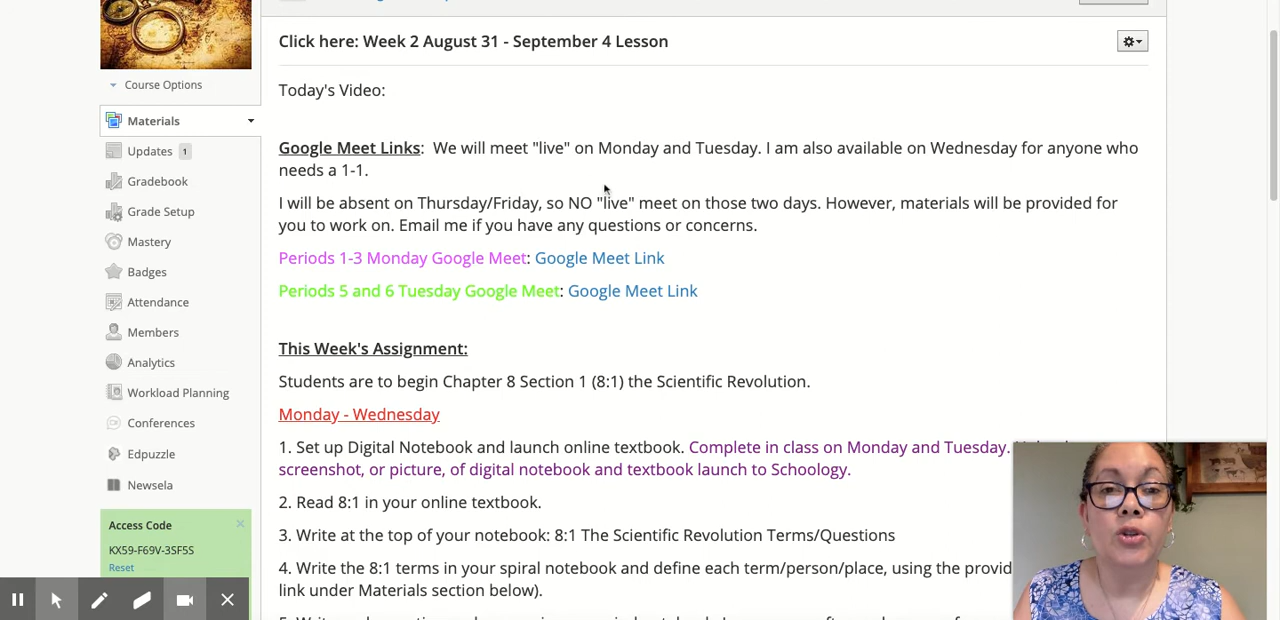 Click here: Week 2 August 31 - September 4 Lesson
Course Options
Today's Video:
Materials
Updates 1
Gradebook
Grade Setup
Mastery
Badges
Attendance
Members
Analytics
Workload Planning
Conferences
Edpuzzle
Newsela
Access Code
KX59-F69V-3SF5S
Reset
Google Meet Links: We will meet "live" on Monday and Tuesday. I am also available on Wednesday for anyone who
needs a 1-1.
I will be absent on Thursday/Friday, so NO "live" meet on those two days. However, materials will be provided for
you to work on. Email me if you have any questions or concerns.
Periods 1-3 Monday Google Meet: Google Meet Link
Periods 5 and 6 Tuesday Google Meet: Google Meet Link
This Week's Assignment:
Students are to begin Chapter 8 Section 1 (8:1) the Scientific Revolution.
Monday - Wednesday
1. Set up Digital Notebook and launch online textbook. Complete in class on Monday and Tuesday.
screenshot, or picture, of digital notebook and textbook launch to Schoology.
2. Read 8:1 in your online textbook.
3. Write at the top of your notebook: 8:1 The Scientific Revolution Terms/Questions
4. Write the 8:1 terms in your spiral notebook and define each term/person/place, using the provid
link under Materials section below).